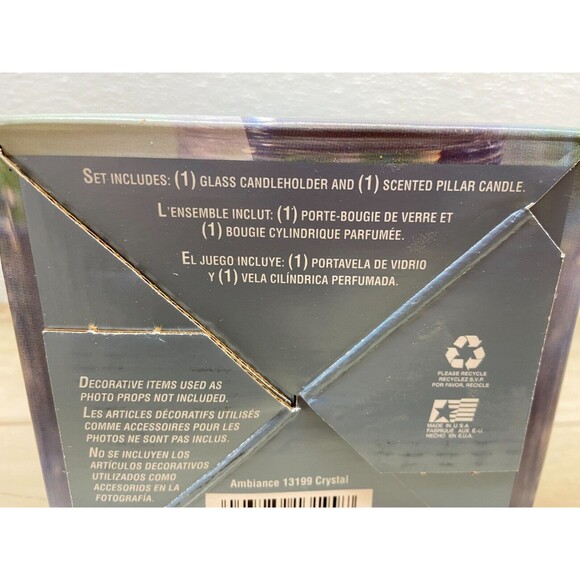 SET INCLUDES: (1) GLASS CANDLEHOLDER AND (1) SCENTED PILLAR CANDLE.
L'ENSEMBLE INCLUT: (1) PORTE-BOUGIE DE VERRE ET
(1) BOUGIE CYLINDRIQUE PARFUMÉE.
EL JUEGO INCLUYE: (1) PORTAVELA DE VIDRIO
Y (1) VELA CILÍNDRICA PERFUMADA.
DECORATIVE ITEMS USED AS
PHOTO PROPS NOT INCLUDED.
LES ARTICLES DÉCORATIFS UTILISÉS
COMME ACCESSOIRES POUR LES
PHOTOS NE SONT PAS INCLUS.
NO SE INCLUYEN LOS
ARTÍCULOS DECORATIVOS
UTILIZADOS COMO
ACCESORIOS EN LA
FOTOGRAFÍA.
PLEASE RECYCLE
RECYCLEZ S.V.P.
POR FAVOR, RECICLE
MADE IN U.S.A
FABRIQUÉ AUX É.-U.
HECHO EN E.U.A.
Ambiance 13199 Crystal